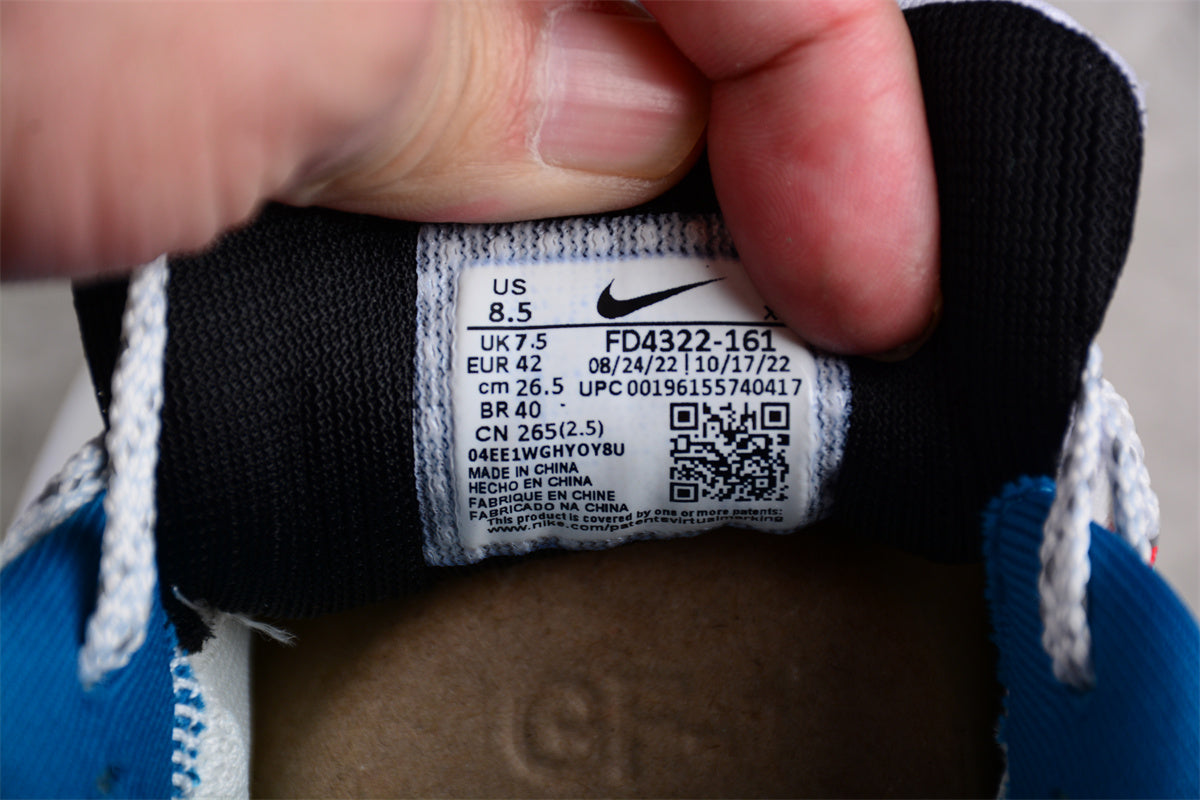 US
8.5
X
UK 7.5
FD4322-161
EUR 42
08/24/22 | 10/17/22
cm 26.5
UPC 00196155740417
BR 40 -
CN 265(2.5)
04EE1WGHYOY8U
MADE IN CHINA
HECHO EN CHINA
FABRIQUE EN CHINE
FABRICADO NA CHINA
This product is covered by one or more patents:
www.nike.com/patentsvirtualmarking